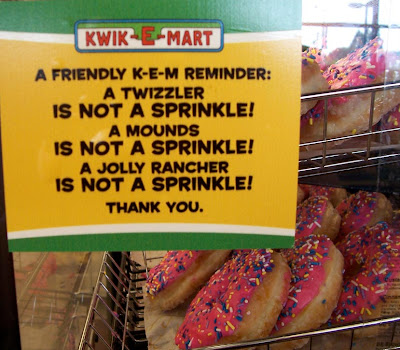 KWIK-E-MART
A FRIENDLY K-E-M REMINDER:
A TWIZZLER
IS NOT A SPRINKLE!
A MOUNDS
IS NOT A SPRINKLE!
A JOLLY RANCHER
IS NOT A SPRINKLE!
THANK YOU.